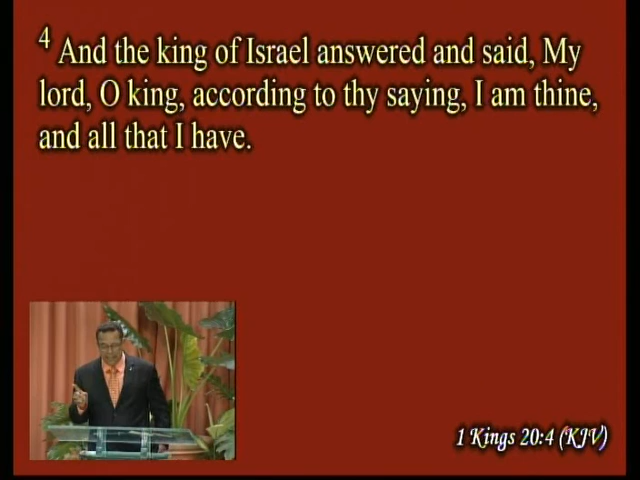 4 And the king of Israel answered and said, My
lord, O king, according to thy saying, I am thine,
and all that I have.
1 Kings 20:4 (KJV)